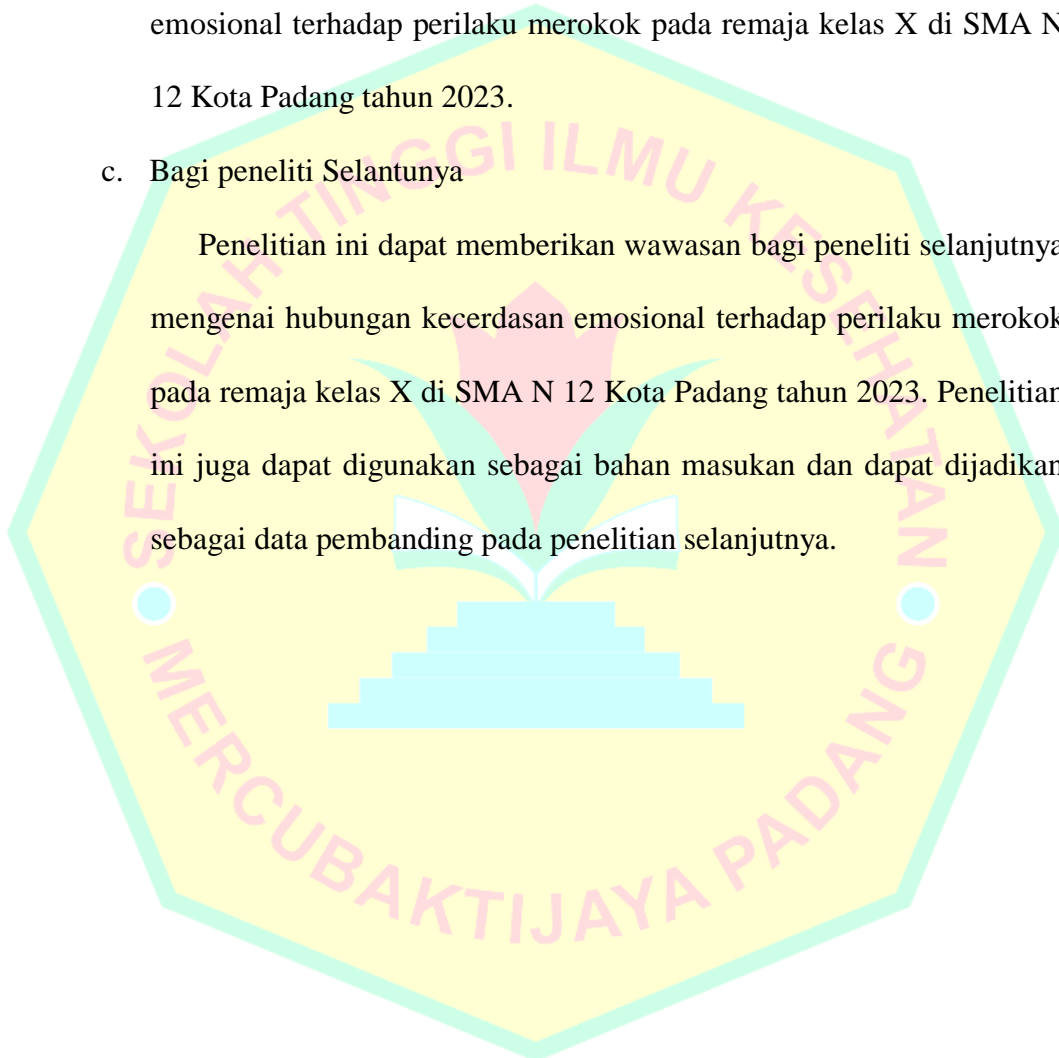 emosional terhadap perilaku merokok pada remaja kelas X di SMA N
12 Kota Padang tahun 2023.
c. Bagi peneliti Selantunya
Penelitian ini dapat memberikan wawasan bagi peneliti selanjutnya
mengenai hubungan kecerdasan emosional terhadap perilaku merokok
pada remaja kelas X di SMA N 12 Kota Padang tahun 2023. Penelitian
ini juga dapat digunakan sebagai bahan masukan dan dapat dijadikan
sebagai data pembanding pada penelitian selanjutnya.
SEKOLAH TINGGI ILMU KESEHATAN
MERCUBAKTIJAYA PADANG